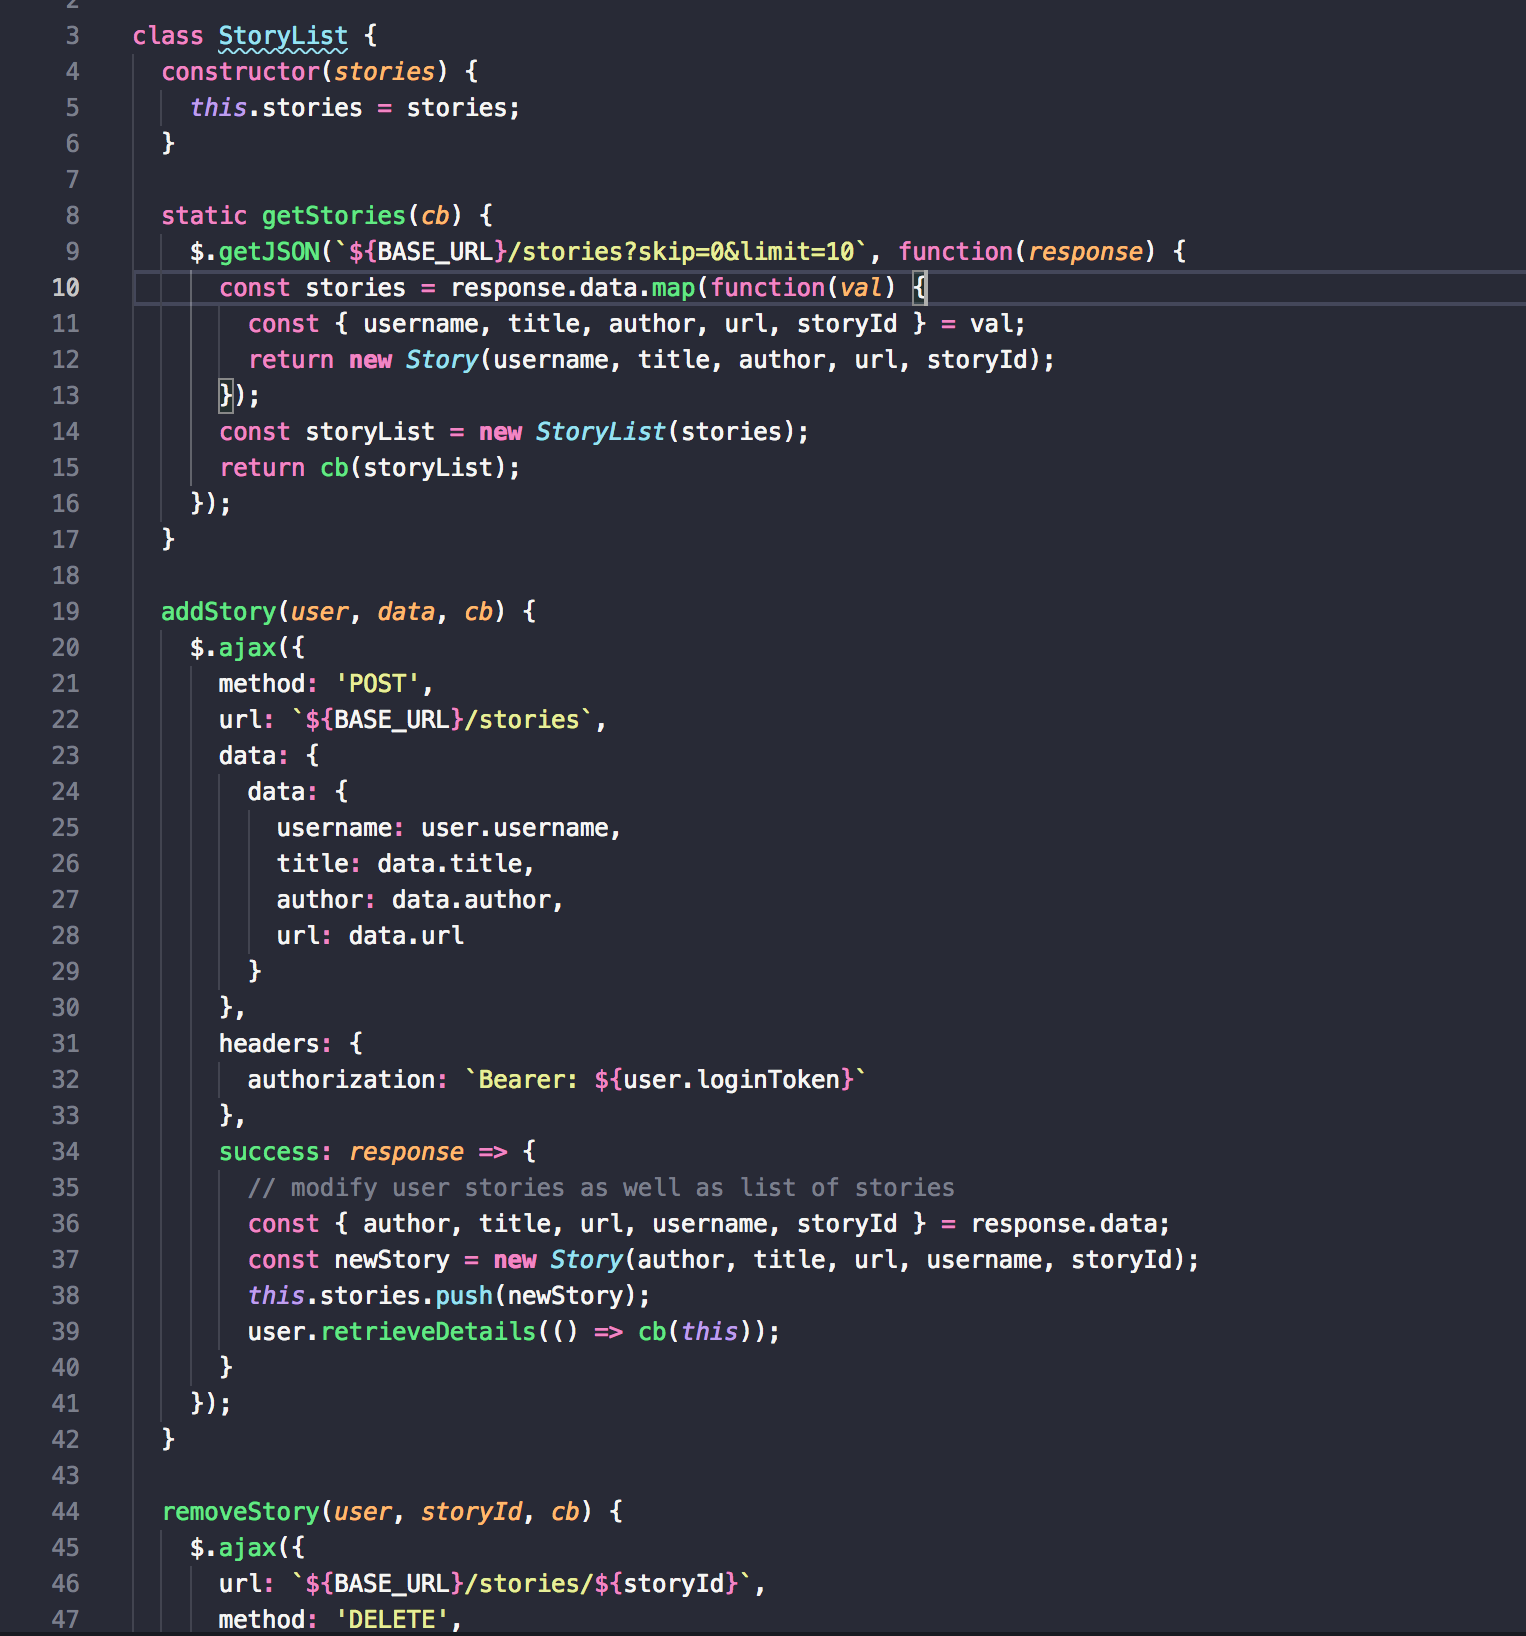 2
3 class StoryList {
4 constructor(stories) {
5 this.stories = stories;
6 }
7
8 static getStories(cb) {
9 $.getJSON(`${BASE_URL}/stories?skip=0&limit=10`, function(response) {
10 const stories = response.data.map(function(val) {
11 const { username, title, author, url, storyId } = val;
12 return new Story(username, title, author, url, storyId);
13 });
14 const storyList = new StoryList(stories);
15 return cb(storyList);
16 });
17 }
18
19 addStory(user, data, cb) {
20 $.ajax({
21 method: 'POST',
22 url: `${BASE_URL}/stories`,
23 data: {
24 data: {
25 username: user.username,
26 title: data.title,
27 author: data.author,
28 url: data.url
29 }
30 },
31 headers: {
32 authorization: `Bearer: ${user.loginToken}`
33 },
34 success: response => {
35 // modify user stories as well as list of stories
36 const { author, title, url, username, storyId } = response.data;
37 const newStory = new Story(author, title, url, username, storyId);
38 this.stories.push(newStory);
39 user.retrieveDetails(() => cb(this));
40 }
41 });
42 }
43
44 removeStory(user, storyId, cb) {
45 $.ajax({
46 url: `${BASE_URL}/stories/${storyId}`,
47 method: 'DELETE',